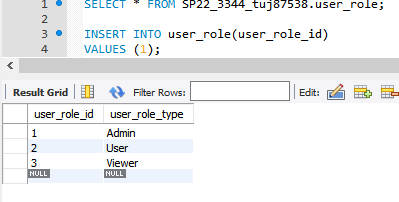 1 SELECT * FROM SP22_3344_tuj87538.user_role;
2
3 INSERT INTO user_role(user_role_id)
4 VALUES (1);
Result Grid Filter Rows: Edit:
user_role_id user_role_type
1 Admin
2 User
3 Viewer
NULL NULL